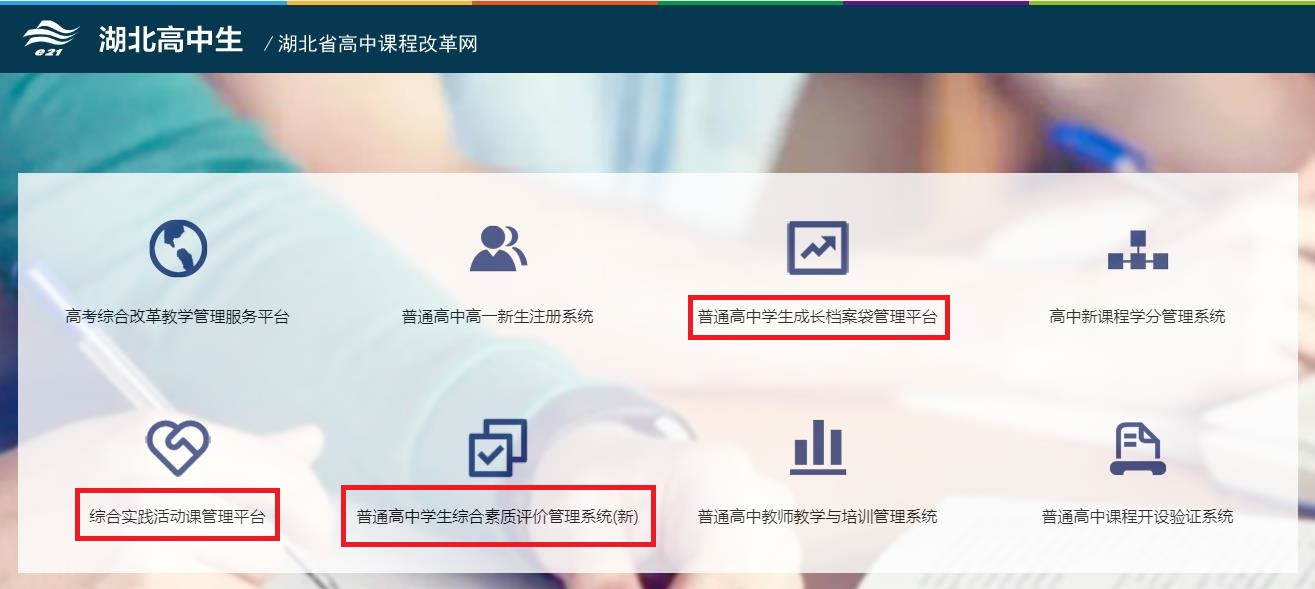 e21 湖北高中生 / 湖北省高中课程改革网
高考综合改革教学管理服务平台 普通高中高一新生注册系统 普通高中学生成长档案袋管理平台 高中新课程学分管理系统
综合实践活动课管理平台 普通高中学生综合素质评价管理系统(新) 普通高中教师教学与培训管理系统 普通高中课程开设验证系统